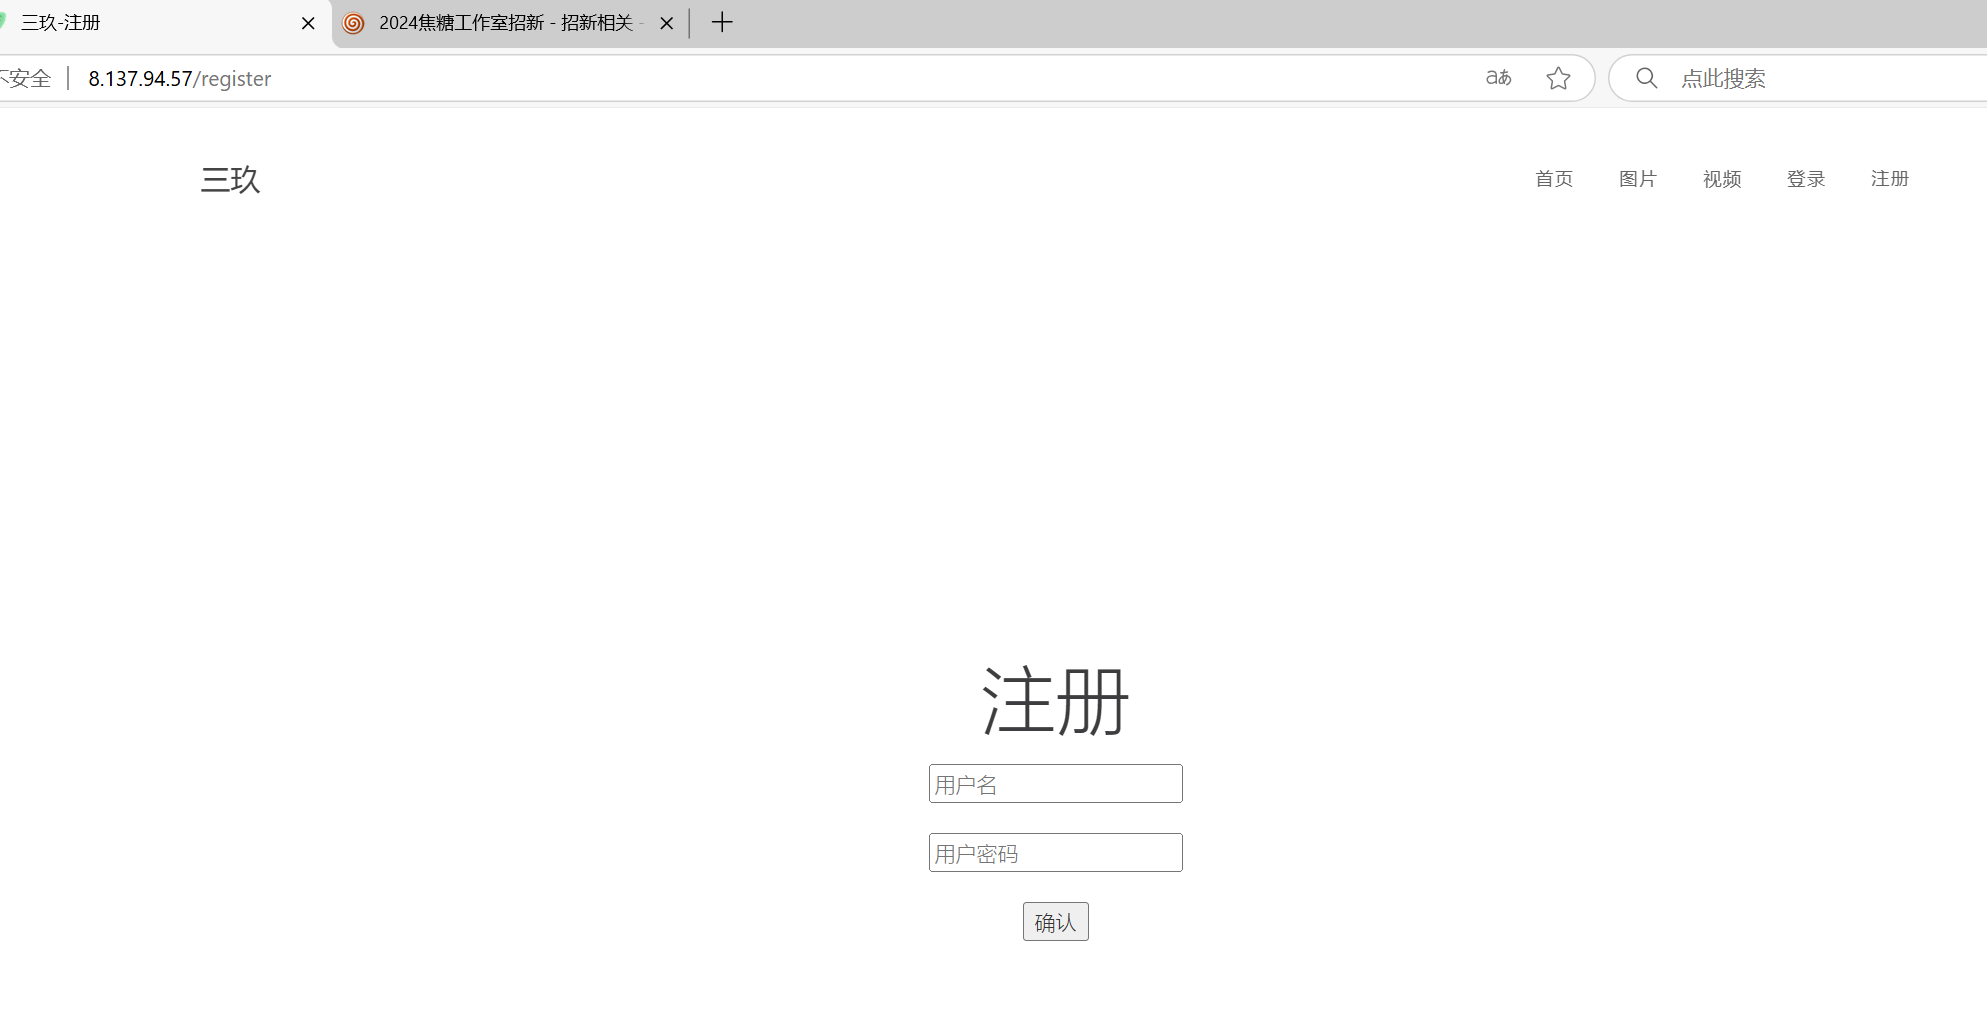 三玖-注册
2024焦糖工作室招新 - 招新相关 -
不安全
8.137.94.57/register
aあ
点此搜索
三玖
首页
图片
视频
登录
注册
注册
用户名
用户密码
确认